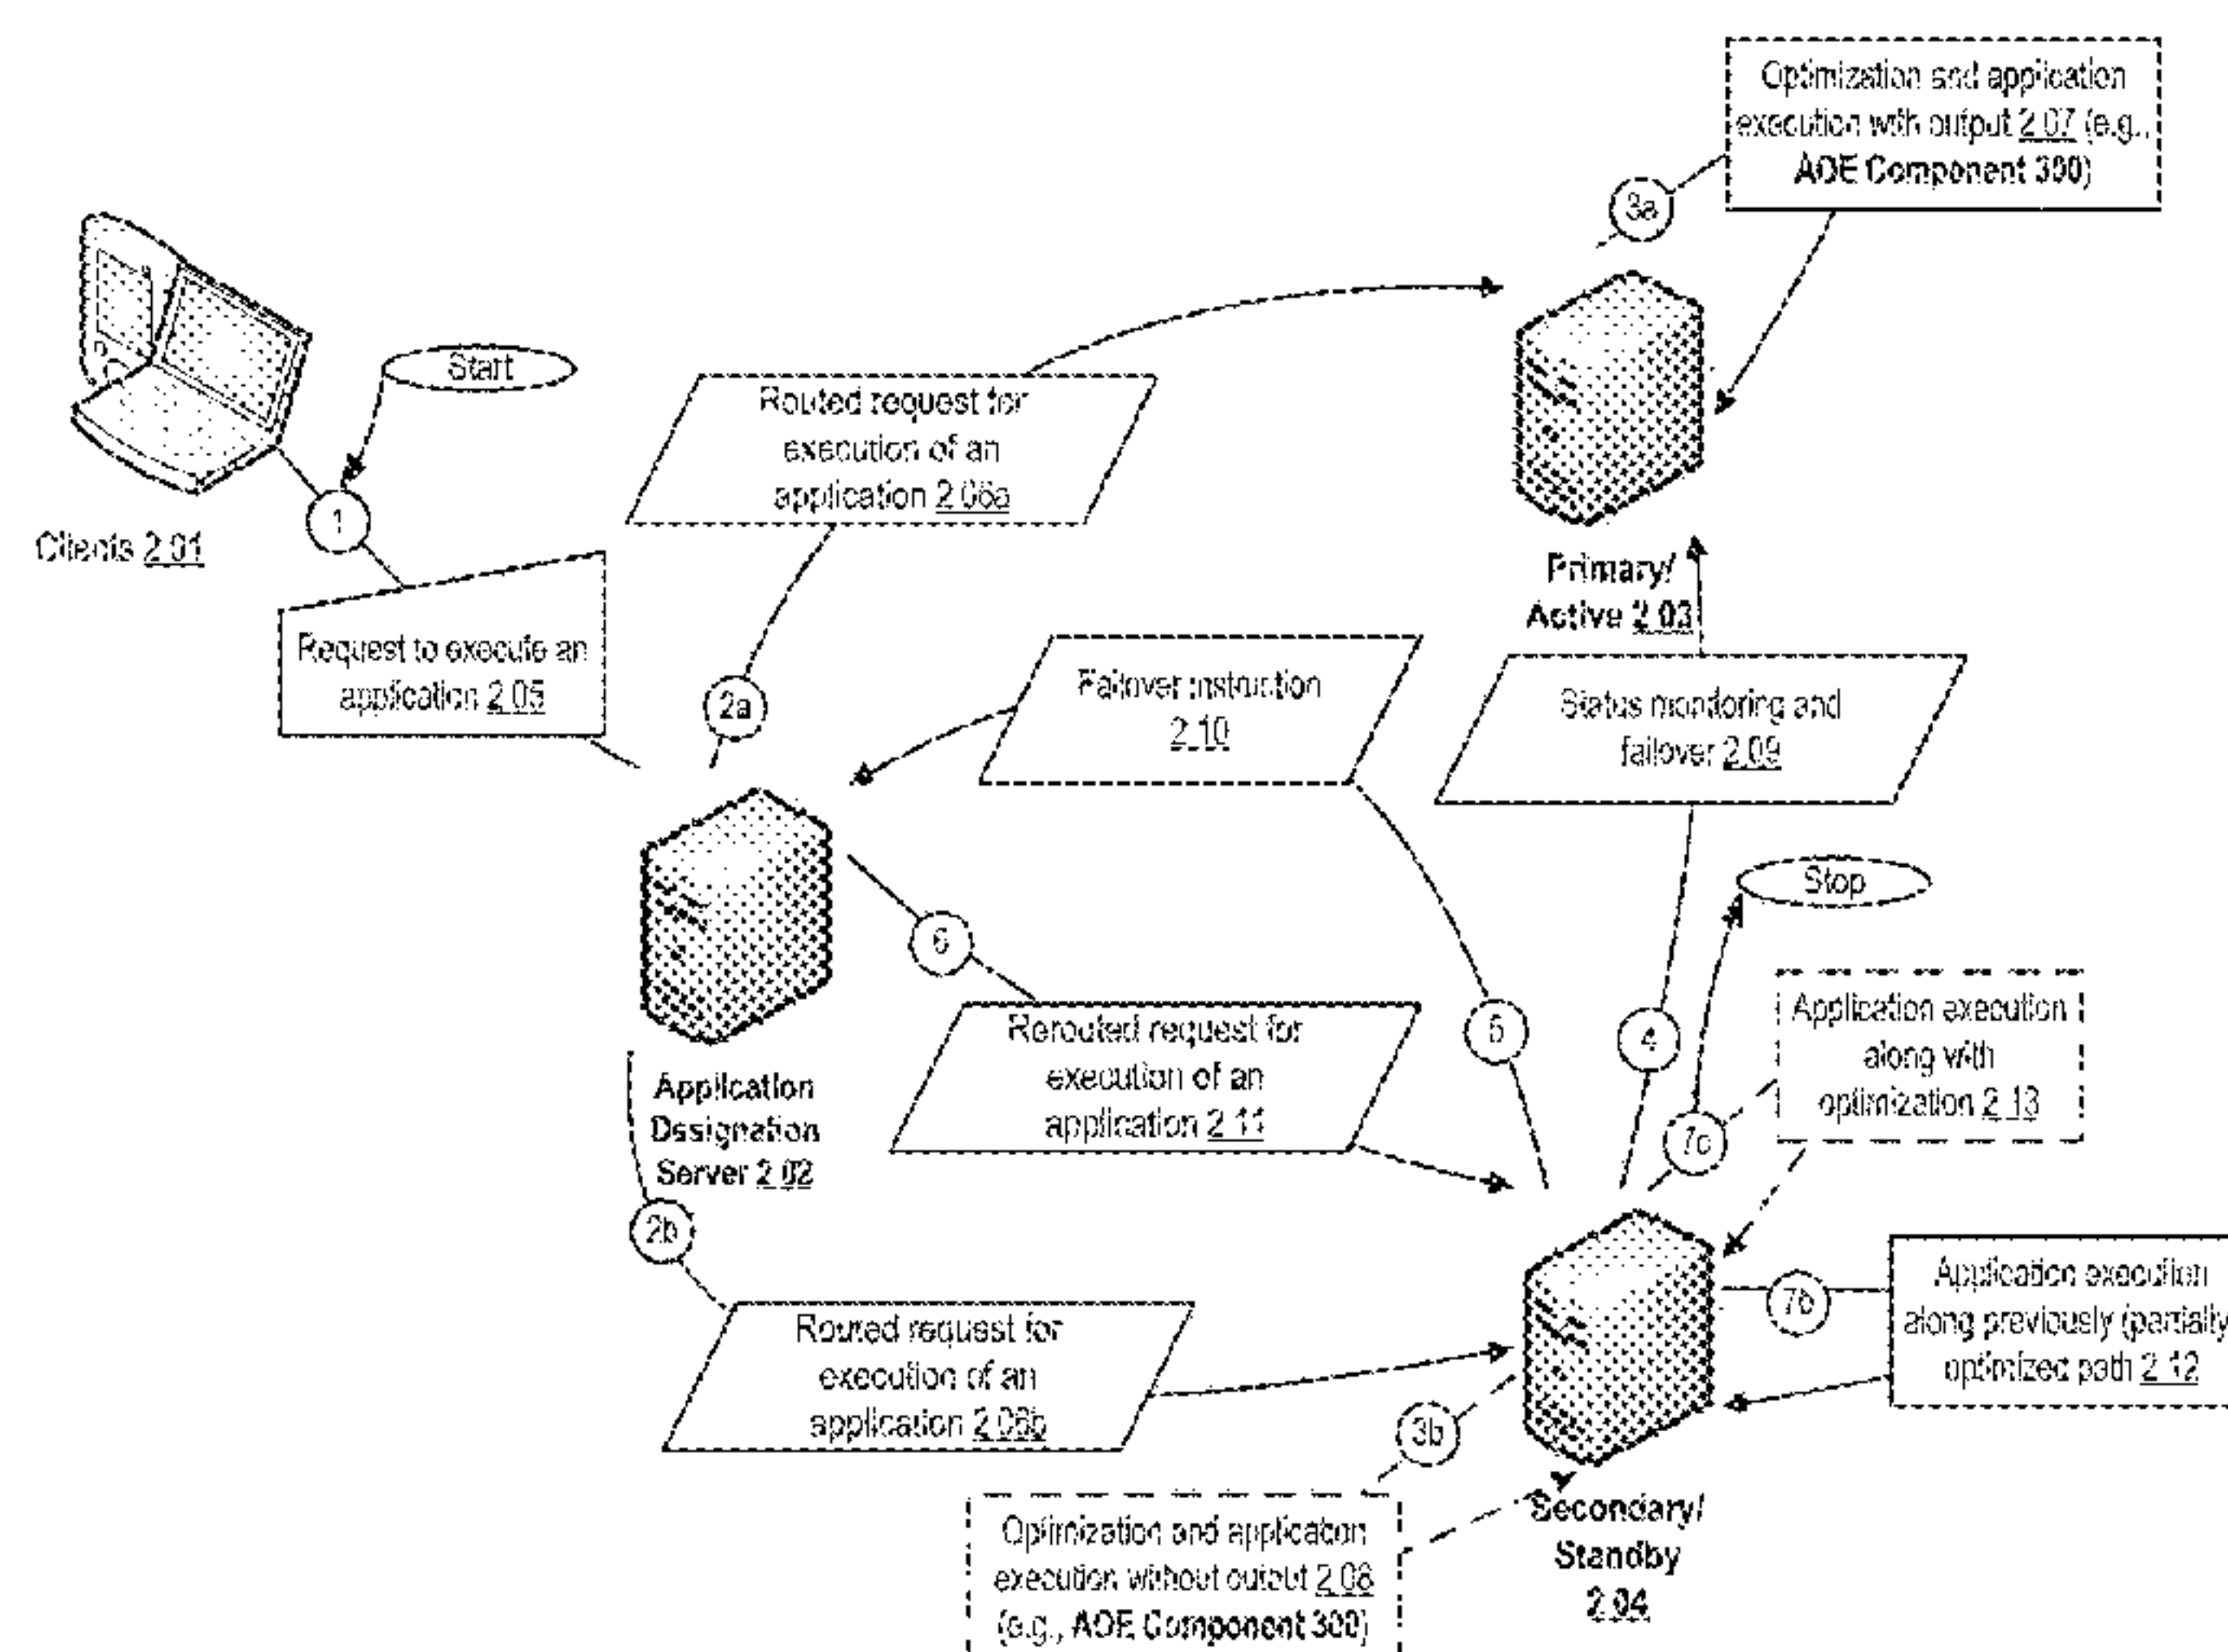 Optimization and application
execution with output 2.07 (e.g.,
AOE Component 300)
3a
Start
Routed request for
execution of an
application 2.06a
1
Clients 2.01
Primary/
Active 2.03
Request to execute an
application 2.05
2a
Failover instruction
2.10
Status monitoring and
failover 2.09
Stop
6
Application execution
along with
optimization 2.13
5
4
Rerouted request for
execution of an
application 2.11
Application
Dssignation
Server 2.02
7c
2b
Application execution
along previously (partially
optimized path 2.12
7b
Routed request for
execution of an
application 2.06b
3b
Secondary/
Standby
2.04
Optimization and application
execution without output 2.08
(e.g., AOE Component 300)